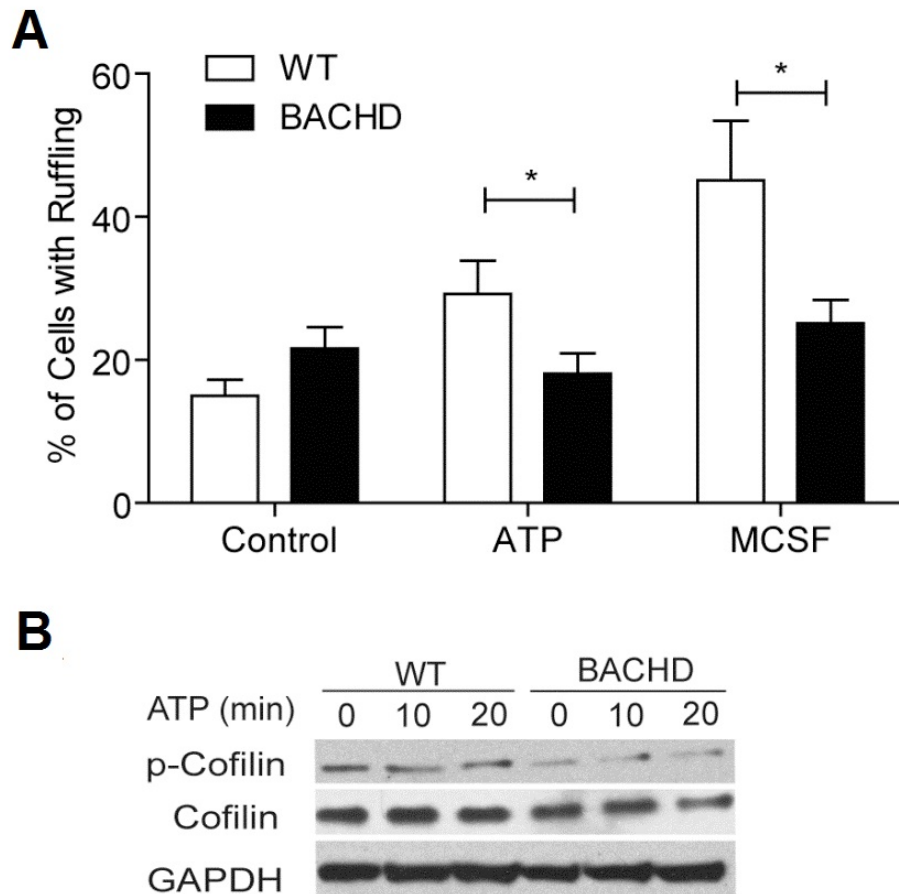 A
60
40
20
0
% of Cells with Ruffling
WT
BACHD
*
*
Control ATP MCSF
B
WT BACHD
ATP (min) 0 10 20 0 10 20
p-Cofilin
Cofilin
GAPDH